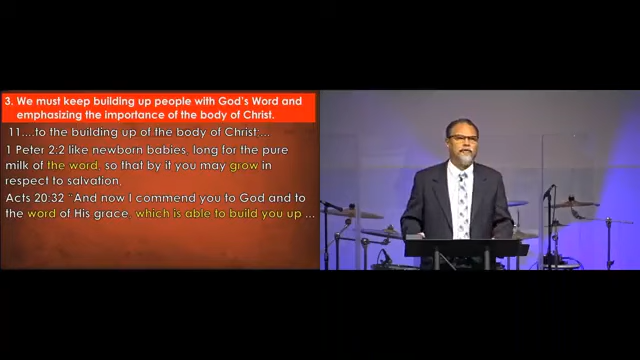 3. We must keep building up people with God's Word and
emphasizing the importance of the body of Christ.
11....to the building up of the body of Christ;...
1 Peter 2:2 like newborn babies, long for the pure
milk of the word, so that by it you may grow in
respect to salvation,
Acts 20:32 "And now I commend you to God and to
the word of His grace, which is able to build you up ...